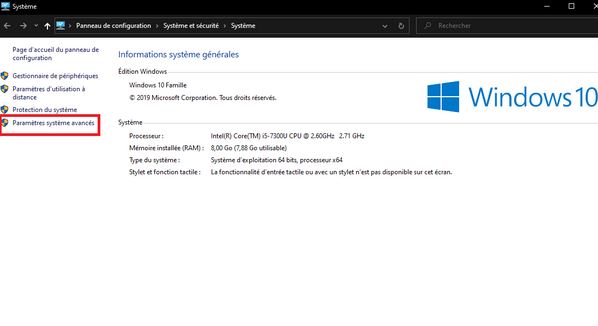 Système
Panneau de configuration > Système et sécurité > Système
Rechercher
Page d'accueil du panneau de
configuration
Gestionnaire de périphériques
Paramètres d'utilisation à
distance
Protection du système
Paramètres système avancés
Informations système générales
Édition Windows
Windows 10 Famille
© 2019 Microsoft Corporation. Tous droits réservés.
Windows 10
Système
Processeur : Intel(R) Core(TM) i5-7300U CPU @ 2.60GHz 2.71 GHz
Mémoire installée (RAM) : 8,00 Go (7,88 Go utilisable)
Type du système : Système d'exploitation 64 bits, processeur x64
Stylet et fonction tactile : La fonctionnalité d'entrée tactile ou avec un stylet n'est pas disponible sur cet écran.